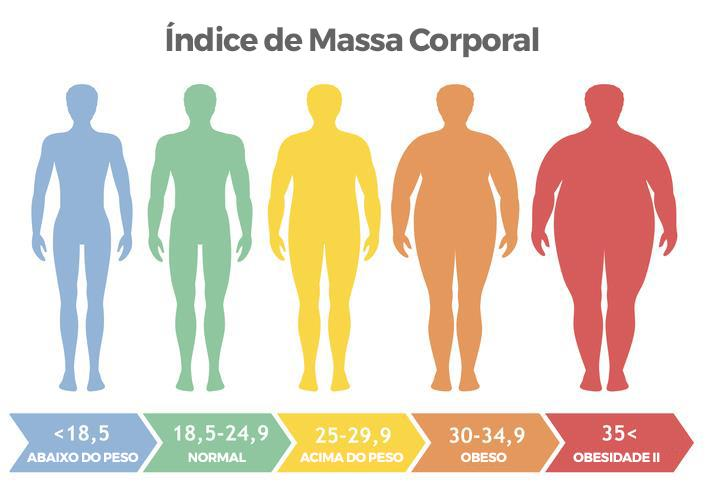 Índice de Massa Corporal
<18,5
ABAIXO DO PESO
18,5-24,9
NORMAL
25-29,9
ACIMA DO PESO
30-34,9
OBESO
35<
OBESIDADE II